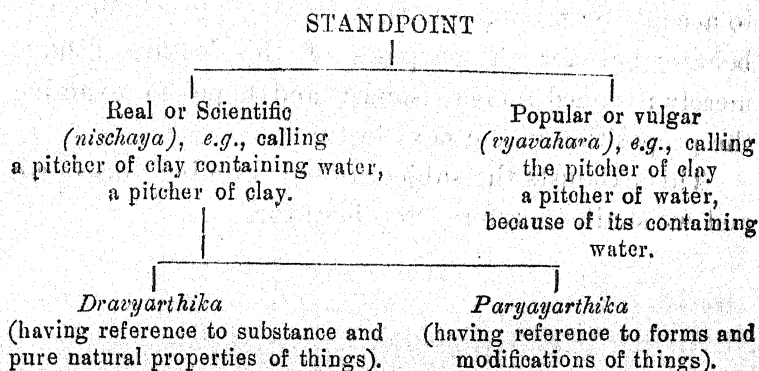 STANDPOINT
Real or Scientific
(nischaya), e.g., calling
a pitcher of clay containing water,
a pitcher of clay.
Popular or vulgar
(vyavahara), e.g., calling
the pitcher of clay
a pitcher of water,
because of its containing
water.
Dravyarthika
(having reference to substance and
pure natural properties of things).
Paryayarthika
(having reference to forms and
modifications of things).